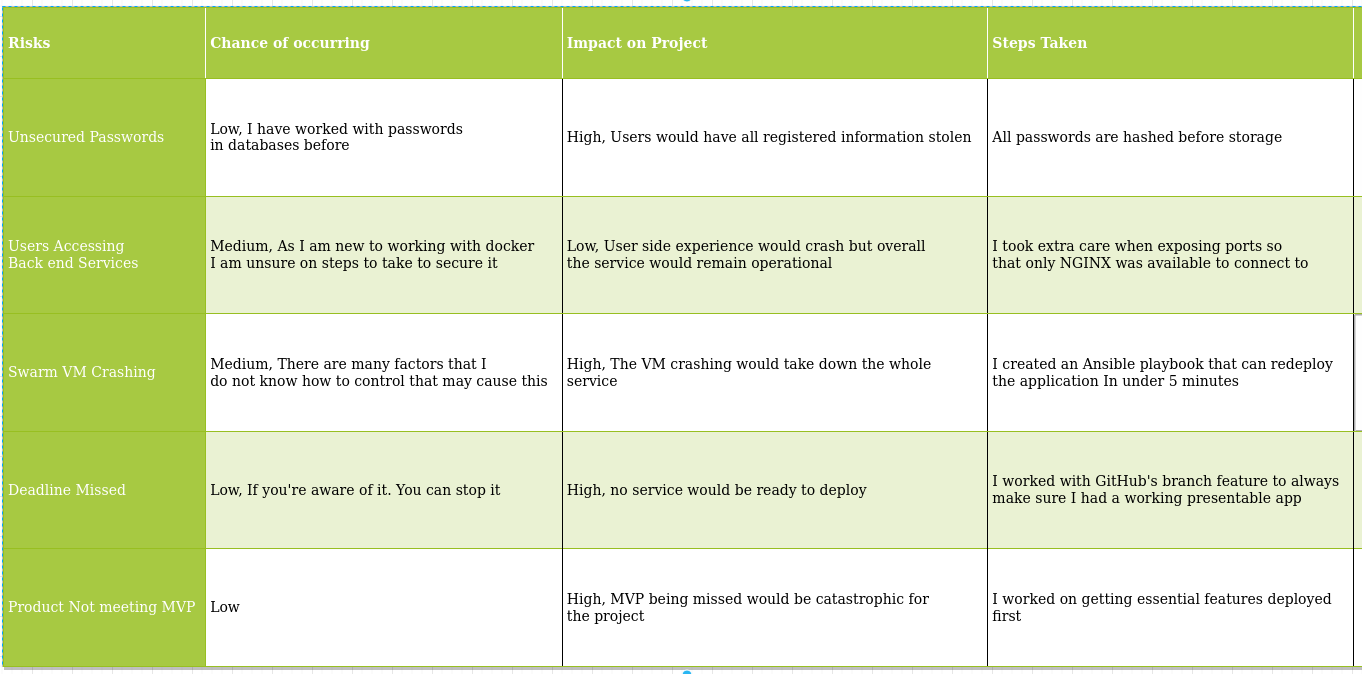 Risks
Chance of occurring
Impact on Project
Steps Taken
Unsecured Passwords
Low, I have worked with passwords
in databases before
High, Users would have all registered information stolen
All passwords are hashed before storage
Users Accessing
Back end Services
Medium, As I am new to working with docker
I am unsure on steps to take to secure it
Low, User side experience would crash but overall
the service would remain operational
I took extra care when exposing ports so
that only NGINX was available to connect to
Swarm VM Crashing
Medium, There are many factors that I
do not know how to control that may cause this
High, The VM crashing would take down the whole
service
I created an Ansible playbook that can redeploy
the application In under 5 minutes
Deadline Missed
Low, If you're aware of it. You can stop it
High, no service would be ready to deploy
I worked with GitHub's branch feature to always
make sure I had a working presentable app
Product Not meeting MVP
Low
High, MVP being missed would be catastrophic for
the project
I worked on getting essential features deployed
first